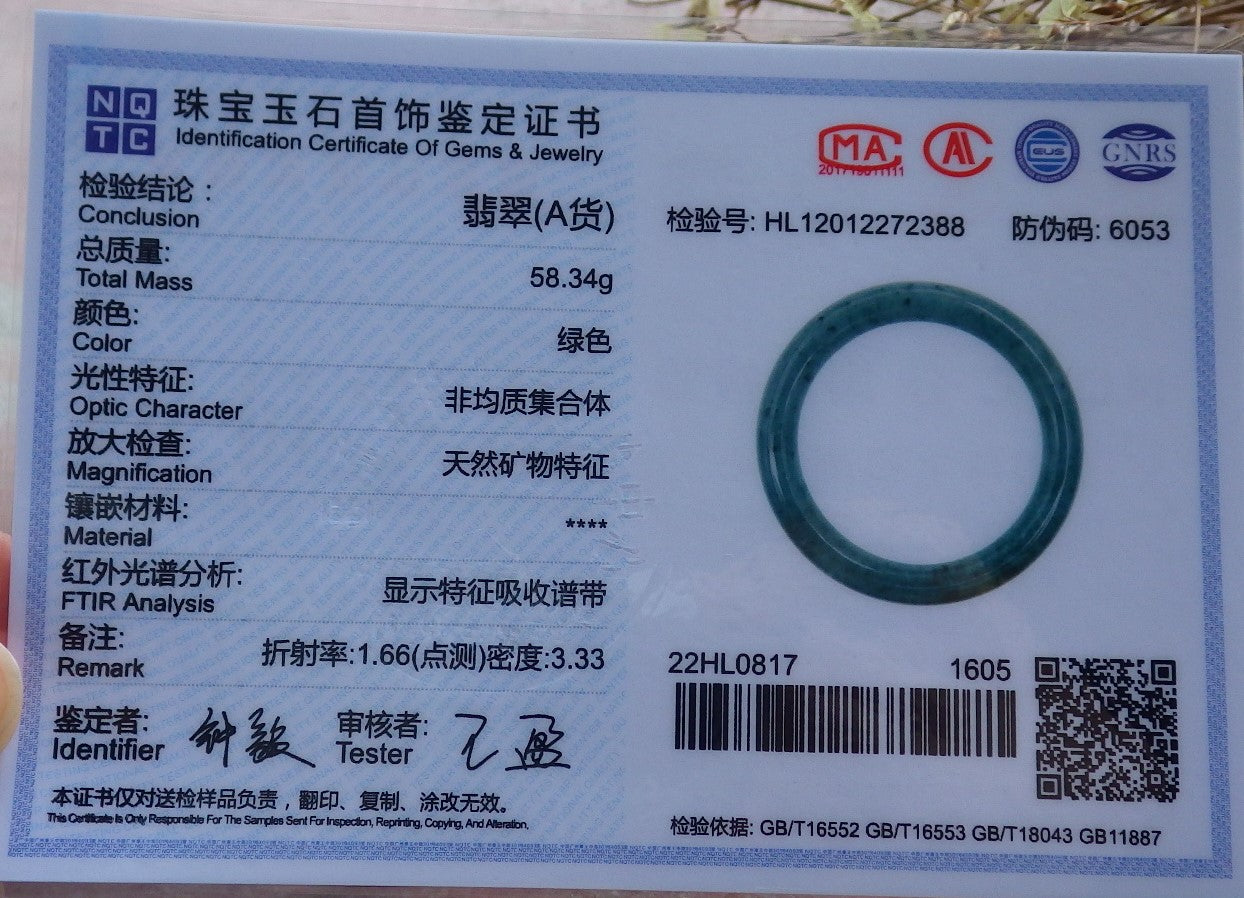 NQ
TC
珠宝玉石首饰鉴定证书
Identification Certificate Of Gems & Jewelry
检验结论：
Conclusion
翡翠(A货)
总质量:
Total Mass
58.34g
颜色:
Color
绿色
光性特征:
Optic Character
非均质集合体
放大检查:
Magnification
天然矿物特征
镶嵌材料:
Material
****
红外光谱分析:
FTIR Analysis
显示特征吸收谱带
备注:
Remark
折射率:1.66(点测)密度:3.33
鉴定者:
Identifier
审核者:
Tester
本证书仅对送检样品负责，翻印、复制、涂改无效。
This Certificate Is Only Responsible For The Samples Sent For Inspection, Reprinting, Copying, And Alteration.
MA
GNRS
检验号: HL12012272388
防伪码: 6053
22HL0817
1605
检验依据: GB/T16552 GB/T16553 GB/T18043 GB11887